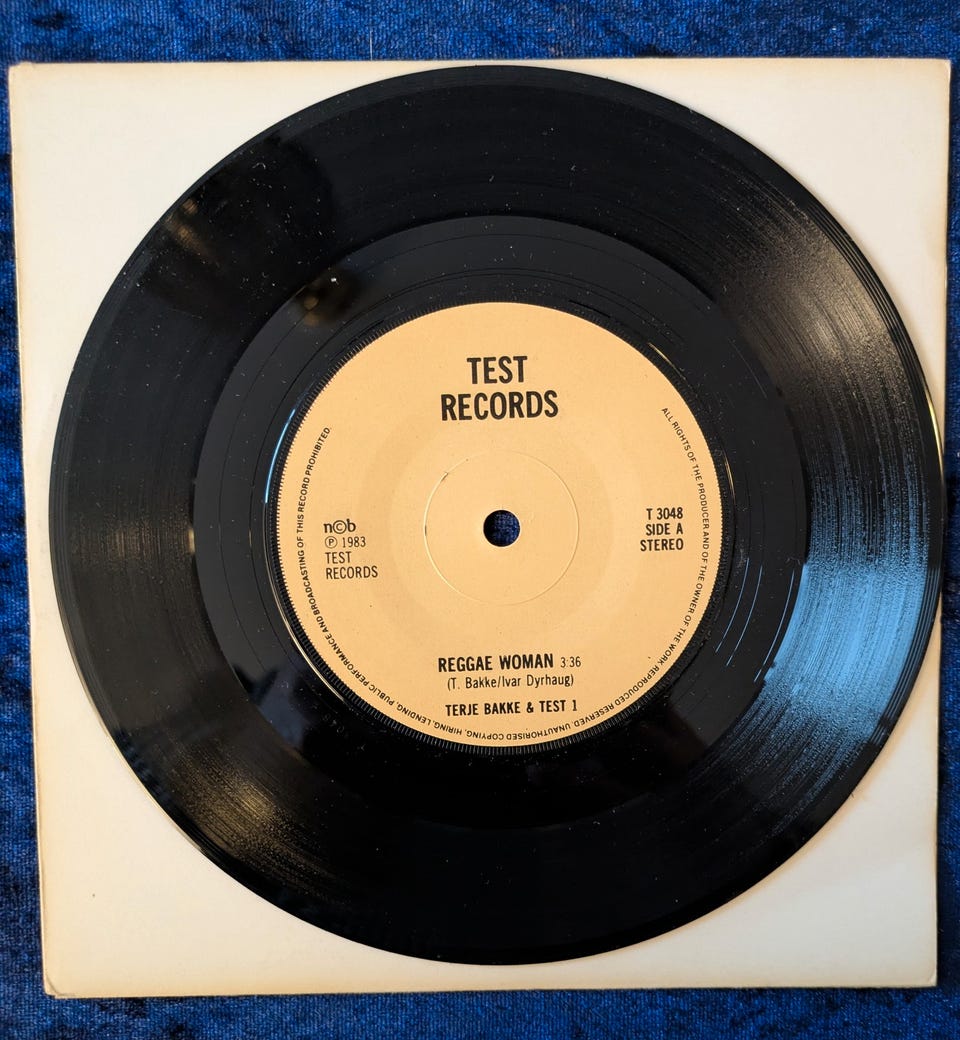 TEST
RECORDS
n©b
Ⓟ 1983
TEST
RECORDS
T 3048
SIDE A
STEREO
REGGAE WOMAN 3:36
(T. Bakke/Ivar Dyrhaug)
TERJE BAKKE & TEST 1
ALL RIGHTS OF THE PRODUCER AND OF THE OWNER OF THE WORK REPRODUCED RESERVED. UNAUTHORISED COPYING, HIRING, LENDING, PUBLIC PERFORMANCE AND BROADCASTING OF THIS RECORD PROHIBITED.